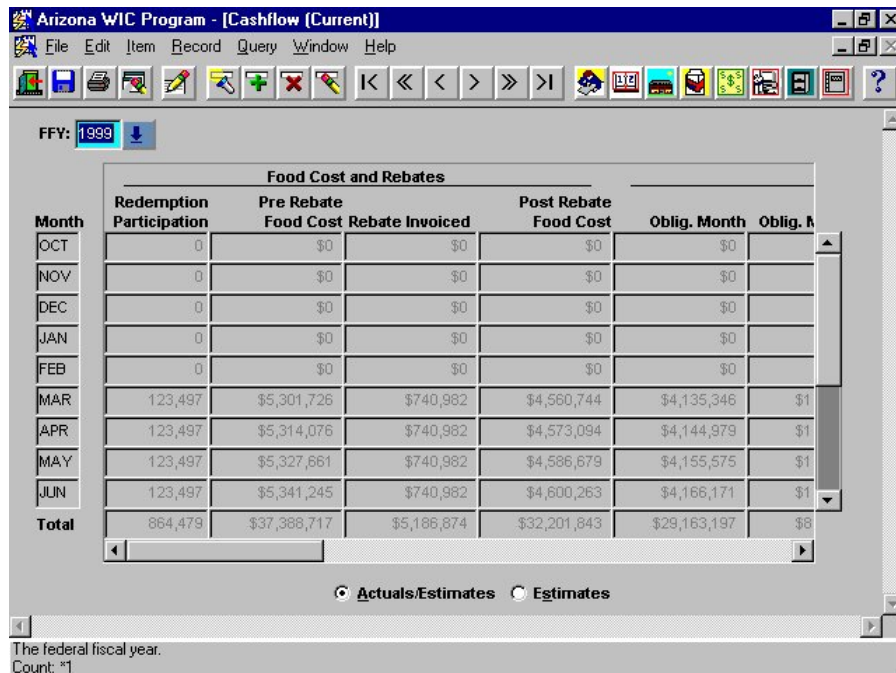 Arizona WIC Program - [Cashflow (Current)]
File Edit Item Record Query Window Help
FFY: 1999
Food Cost and Rebates
Month Redemption Participation Pre Rebate Food Cost Rebate Invoiced Post Rebate Food Cost Oblig. Month Oblig. M
OCT 0 $0 $0 $0 $0
NOV 0 $0 $0 $0 $0
DEC 0 $0 $0 $0 $0
JAN 0 $0 $0 $0 $0
FEB 0 $0 $0 $0 $0
MAR 123,497 $5,301,726 $740,982 $4,560,744 $4,135,346 $1
APR 123,497 $5,314,076 $740,982 $4,573,094 $4,144,979 $1
MAY 123,497 $5,327,661 $740,982 $4,586,679 $4,155,575 $1
JUN 123,497 $5,341,245 $740,982 $4,600,263 $4,166,171 $1
Total 864,479 $37,388,717 $5,186,874 $32,201,843 $29,163,197 $8
Actuals/Estimates Estimates
The federal fiscal year.
Count: *1